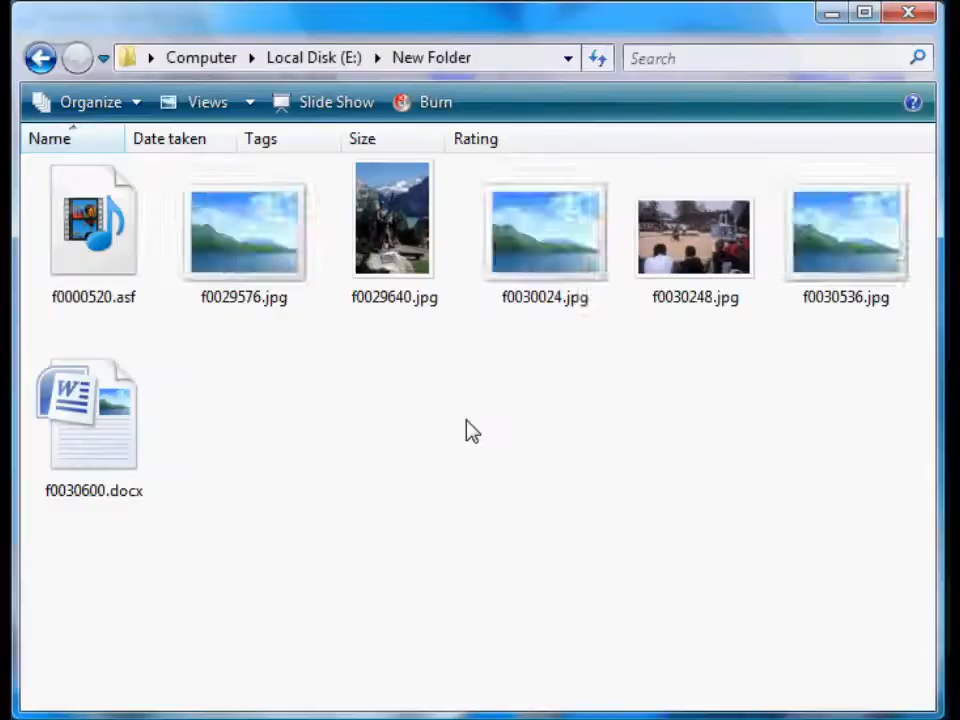 Computer Local Disk (E:) New Folder Search
Organize Views Slide Show Burn ?
Name Date taken Tags Size Rating
f0000520.asf f0029576.jpg f0029640.jpg f0030024.jpg f0030248.jpg f0030536.jpg
W
f0030600.docx